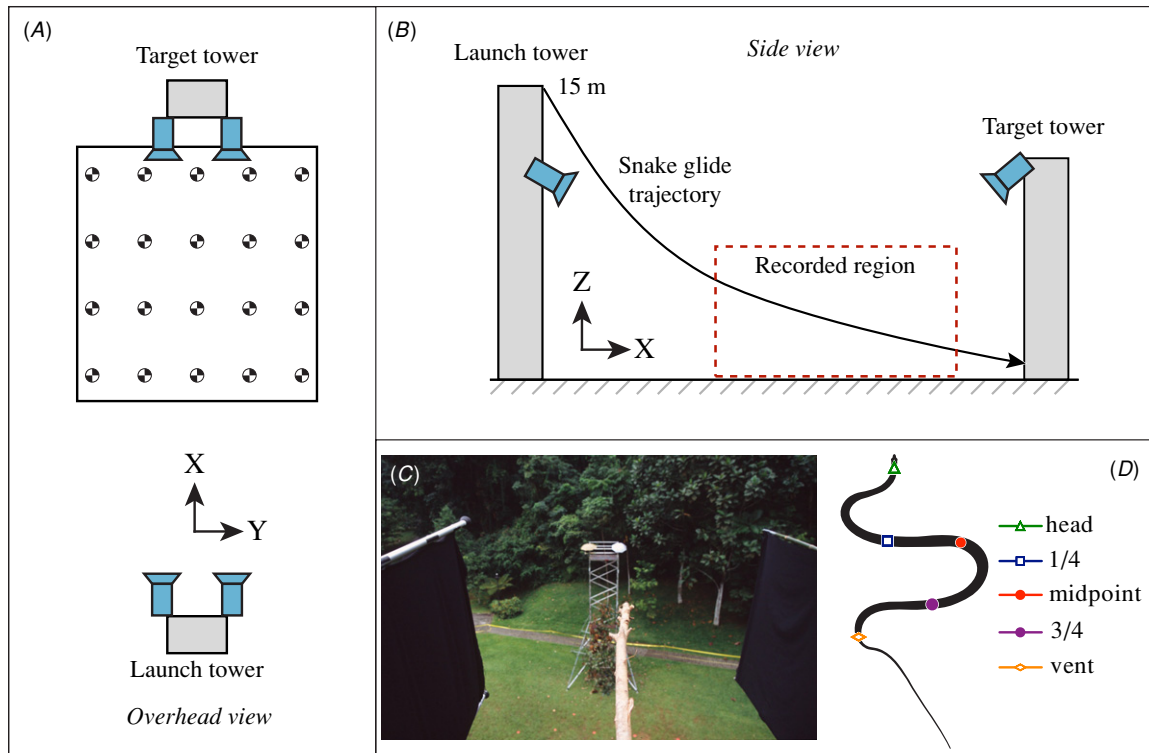 (A)
Target tower
X
Y
Launch tower
Overhead view
(B)
Side view
Launch tower
15 m
Target tower
Snake glide
trajectory
Recorded region
Z
X
(C)
(D)
head
1/4
midpoint
3/4
vent